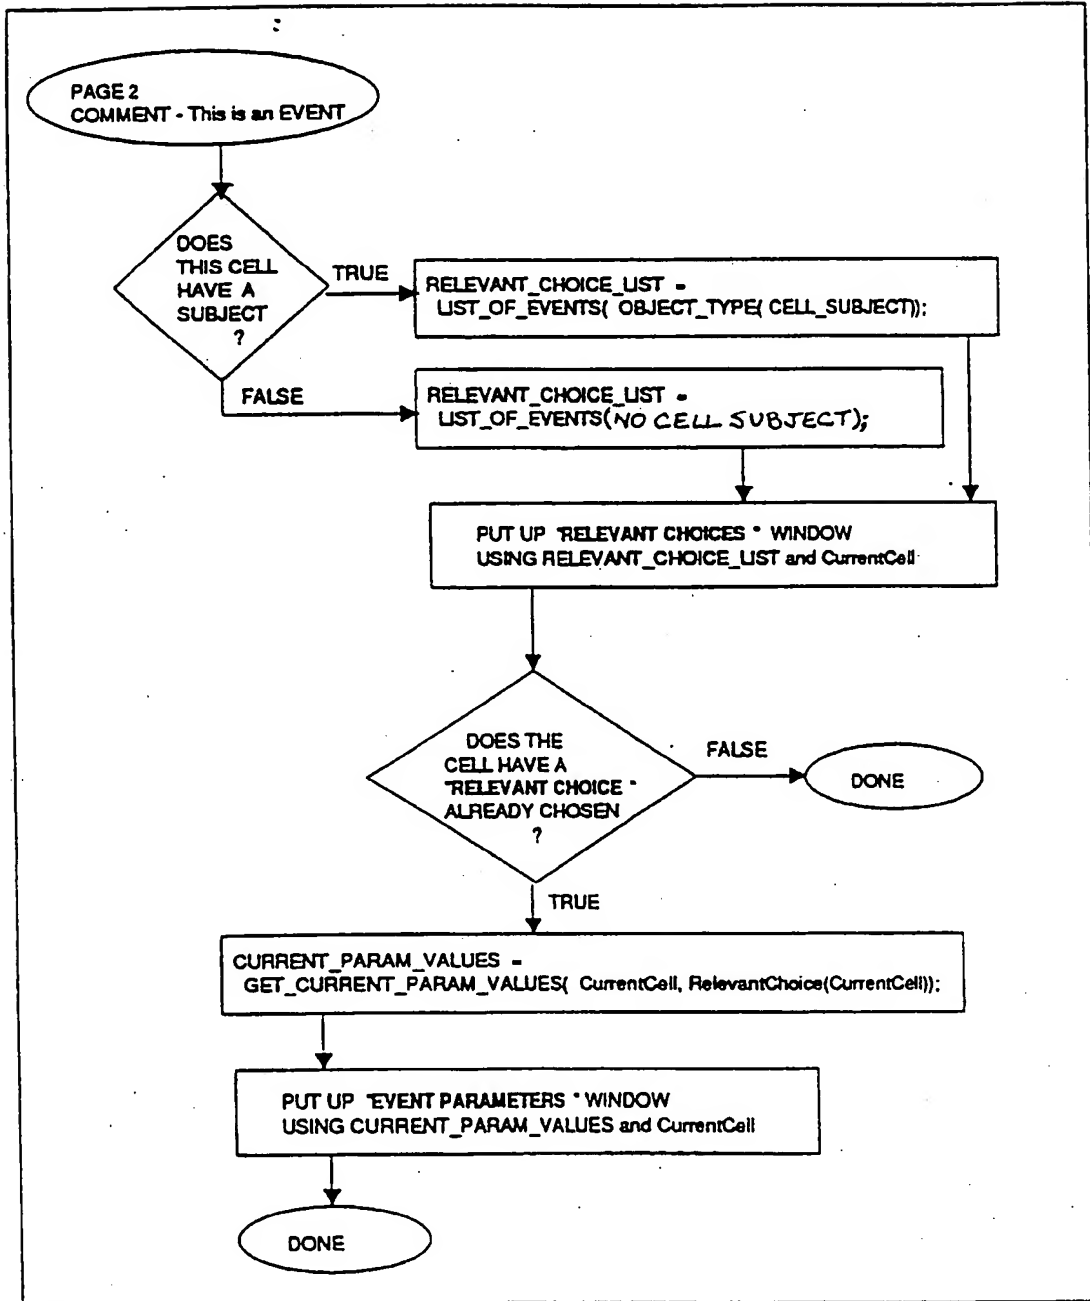 PAGE 2
COMMENT - This is an EVENT
DOES
THIS CELL
HAVE A
SUBJECT
?
TRUE
RELEVANT_CHOICE_LIST =
LIST_OF_EVENTS( OBJECT_TYPE( CELL_SUBJECT));
FALSE
RELEVANT_CHOICE_LIST =
LIST_OF_EVENTS(NO CELL SUBJECT);
PUT UP "RELEVANT CHOICES " WINDOW
USING RELEVANT_CHOICE_LIST and CurrentCell
DOES THE
CELL HAVE A
"RELEVANT CHOICE "
ALREADY CHOSEN
?
FALSE
DONE
TRUE
CURRENT_PARAM_VALUES =
GET_CURRENT_PARAM_VALUES( CurrentCell, RelevantChoice(CurrentCell));
PUT UP "EVENT PARAMETERS " WINDOW
USING CURRENT_PARAM_VALUES and CurrentCell
DONE